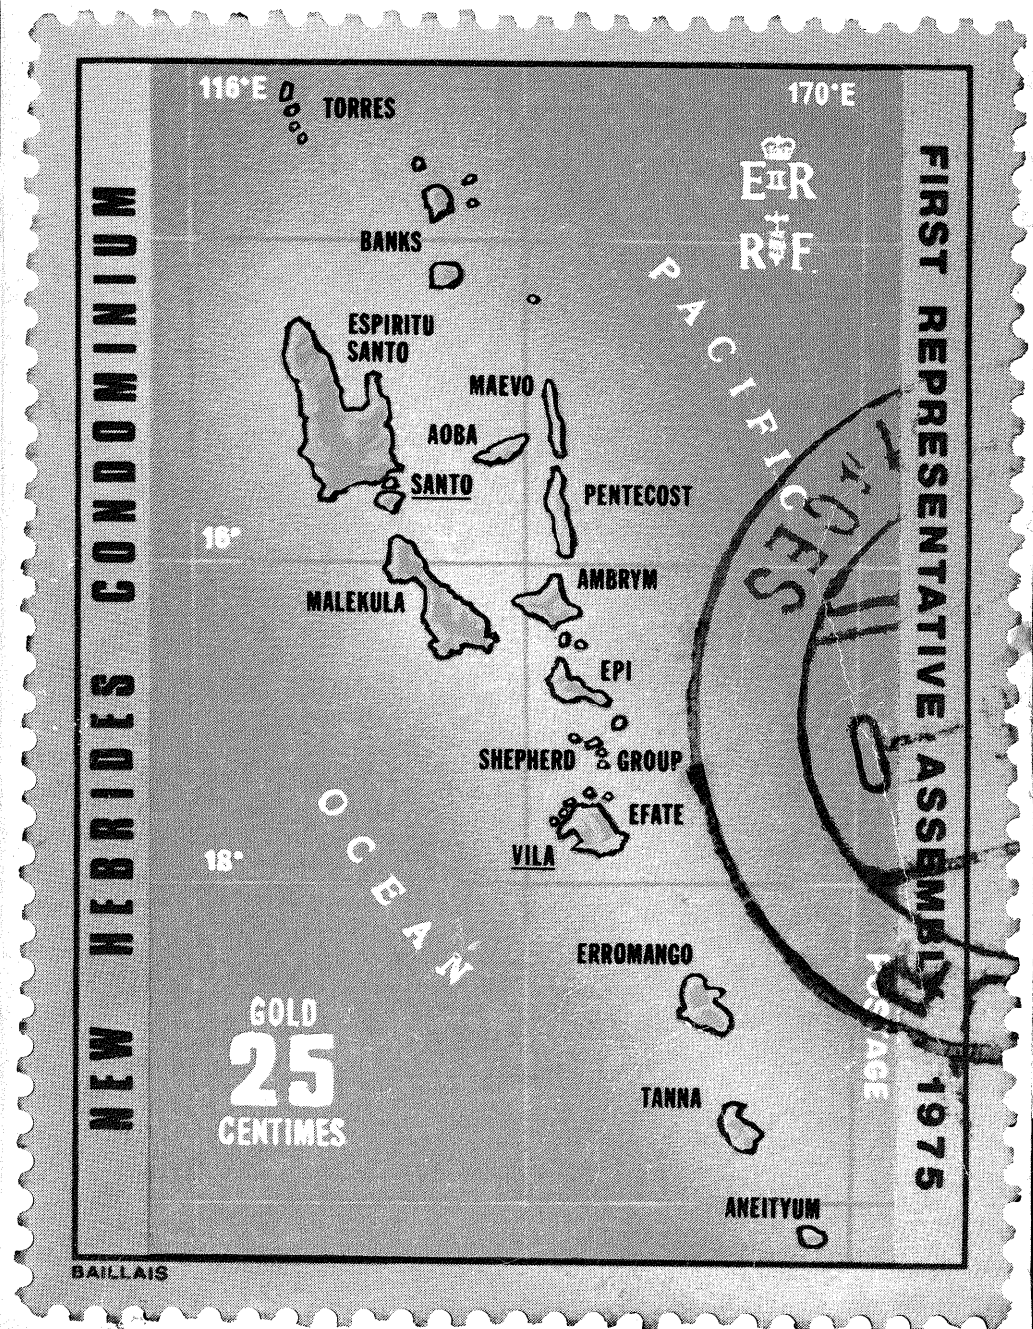 NEW HEBRIDES CONDOMINIUM
116°E
170°E
TORRES
E II R
R F
BANKS
PACIFIC
ESPIRITU
SANTO
MAEVO
AOBA
SANTO
PENTECOST
16°
AMBRYM
MALEKULA
EPI
SHEPHERD GROUP
EFATE
VILA
18°
OCEAN
ERROMANGO
GOLD
25
CENTIMES
TANNA
ANEITYUM
POSTAGE
FIRST REPRESENTATIVE ASSEMBLY 1975
BAILLAIS